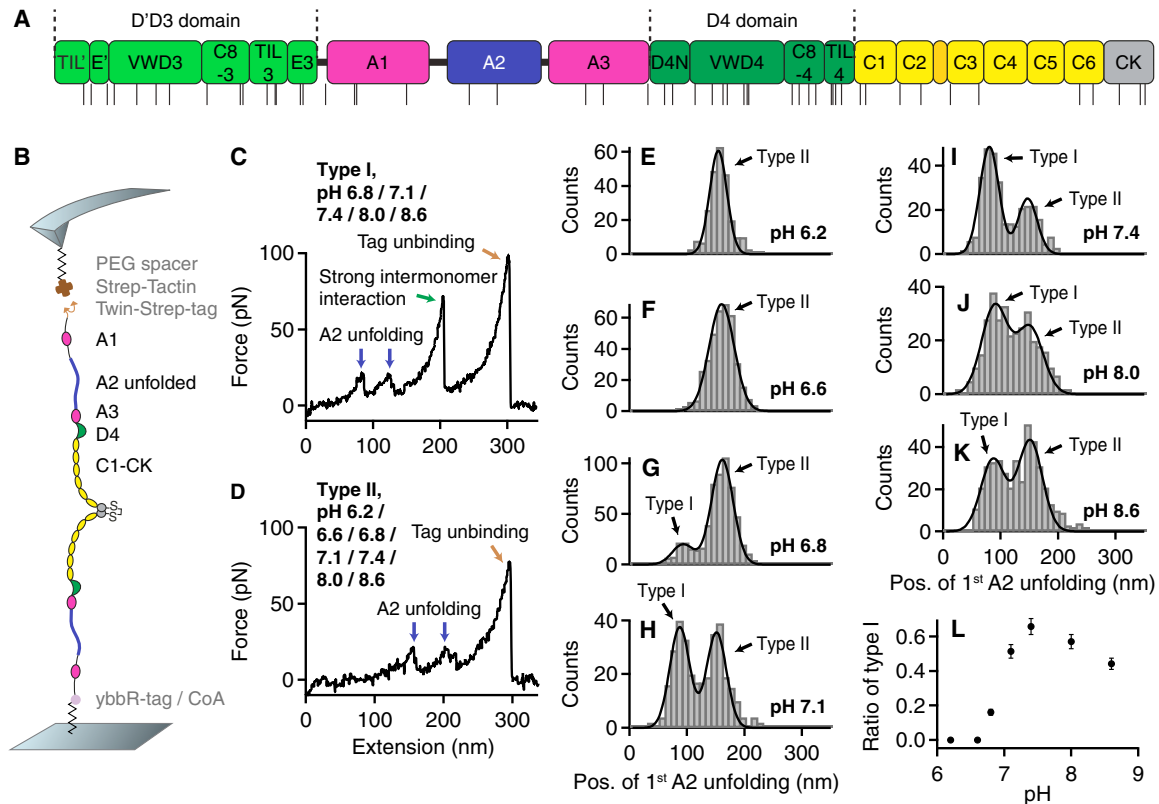 A
D'D3 domain
D4 domain
TIL' E' VWD3 C8 -3 TIL 3 E3 A1 A2 A3 D4N VWD4 C8 -4 TIL 4 C1 C2 C3 C4 C5 C6 CK
B
PEG spacer
Strep-Tactin
Twin-Strep-tag
A1
A2 unfolded
A3
D4
C1-CK
S
S
ybbR-tag / CoA
C
Type I,
pH 6.8 / 7.1 /
7.4 / 8.0 / 8.6
Tag unbinding
Strong intermonomer
interaction
A2 unfolding
Force (pN)
100
50
0
0 100 200 300
D
Type II,
pH 6.2 /
6.6 / 6.8 /
7.1 / 7.4 /
8.0 / 8.6
Tag unbinding
A2 unfolding
Force (pN)
100
50
0
0 100 200 300
Extension (nm)
E
Type II
pH 6.2
Counts
60
40
20
0
F
pH 6.6
Counts
60
40
20
0
G
Type I
Type II
pH 6.8
Counts
100
50
0
H
Type I
Type II
pH 7.1
Counts
40
20
0
0 100 200 300
Pos. of 1st A2 unfolding (nm)
I
Type I
Type II
pH 7.4
Counts
40
20
0
J
Type I
Type II
pH 8.0
Counts
40
20
0
K
Type I
Type II
pH 8.6
Counts
40
20
0
0 100 200 300
Pos. of 1st A2 unfolding (nm)
L
Ratio of type I
0.6
0.4
0.2
0.0
6 7 8 9
pH